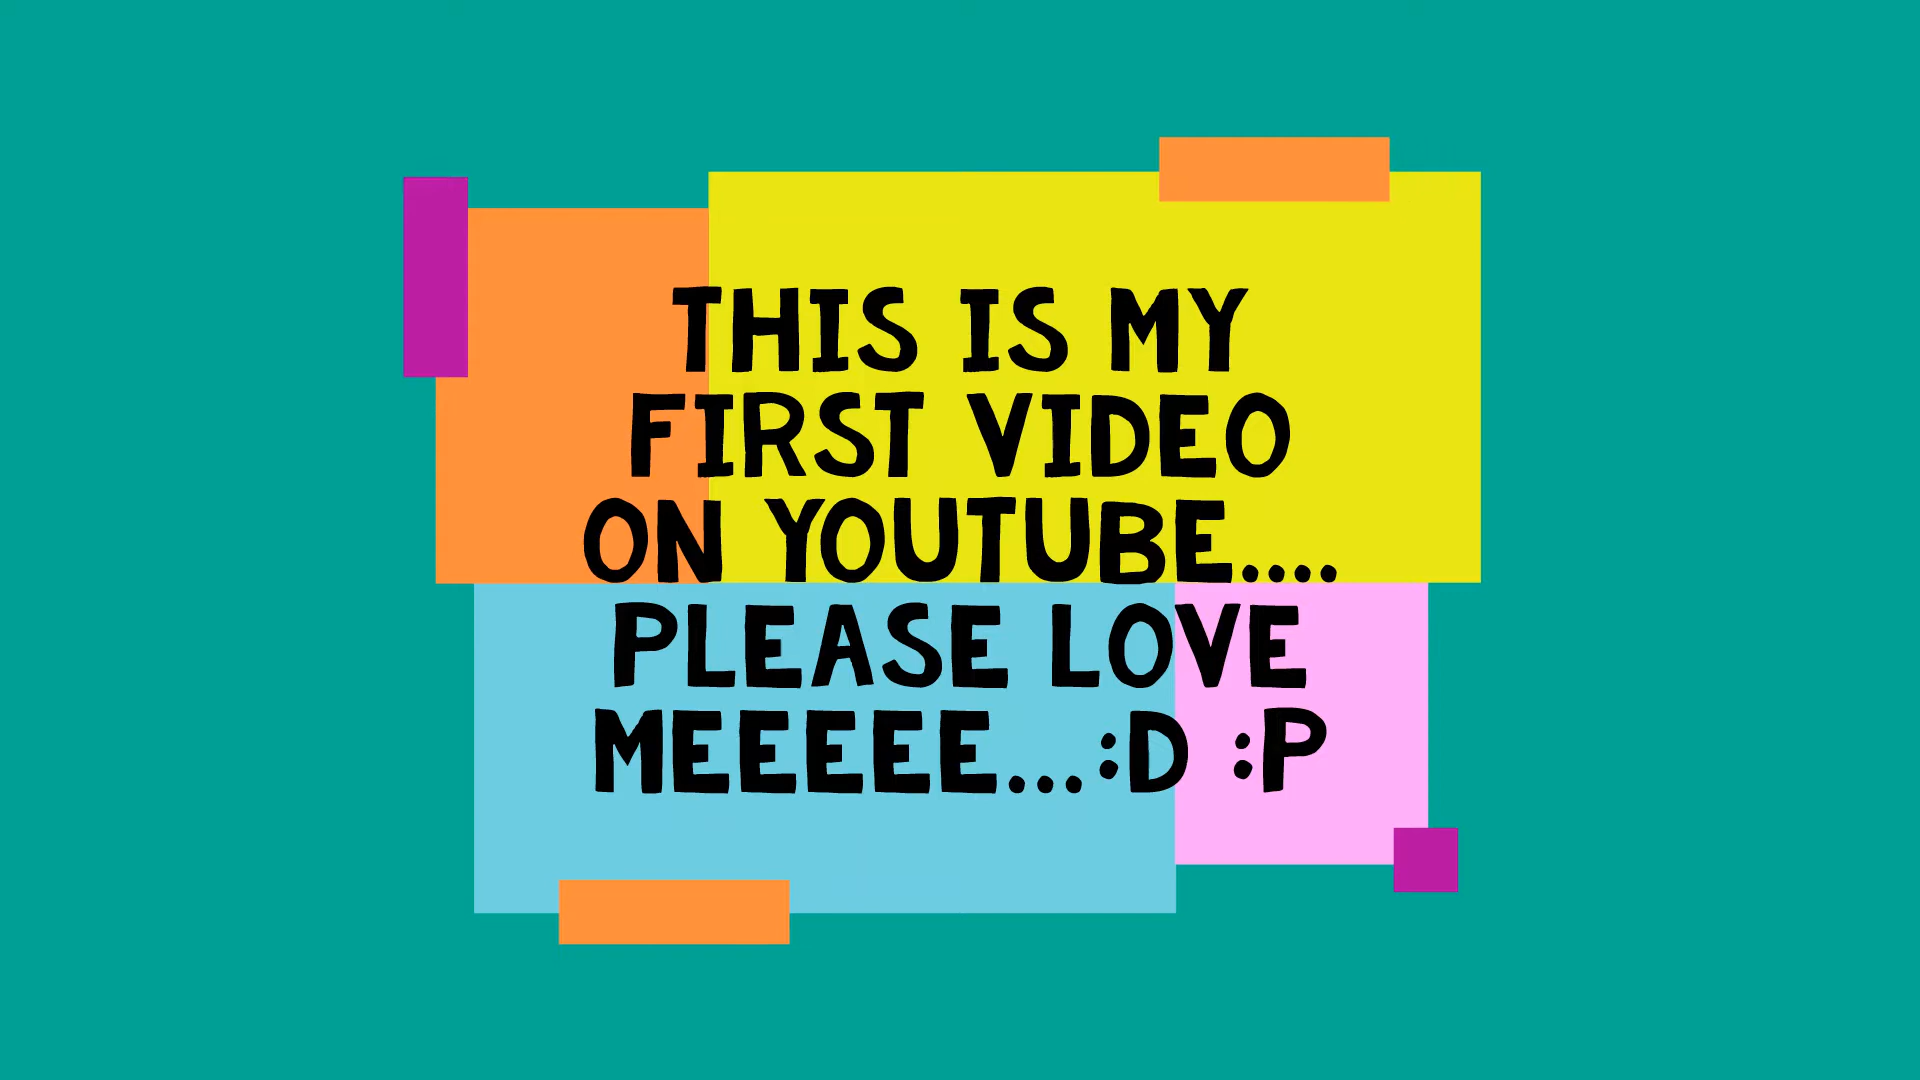 THIS IS MY
FIRST VIDEO
ON YOUTUBE....
PLEASE LOVE
MEEEEE...:D :P